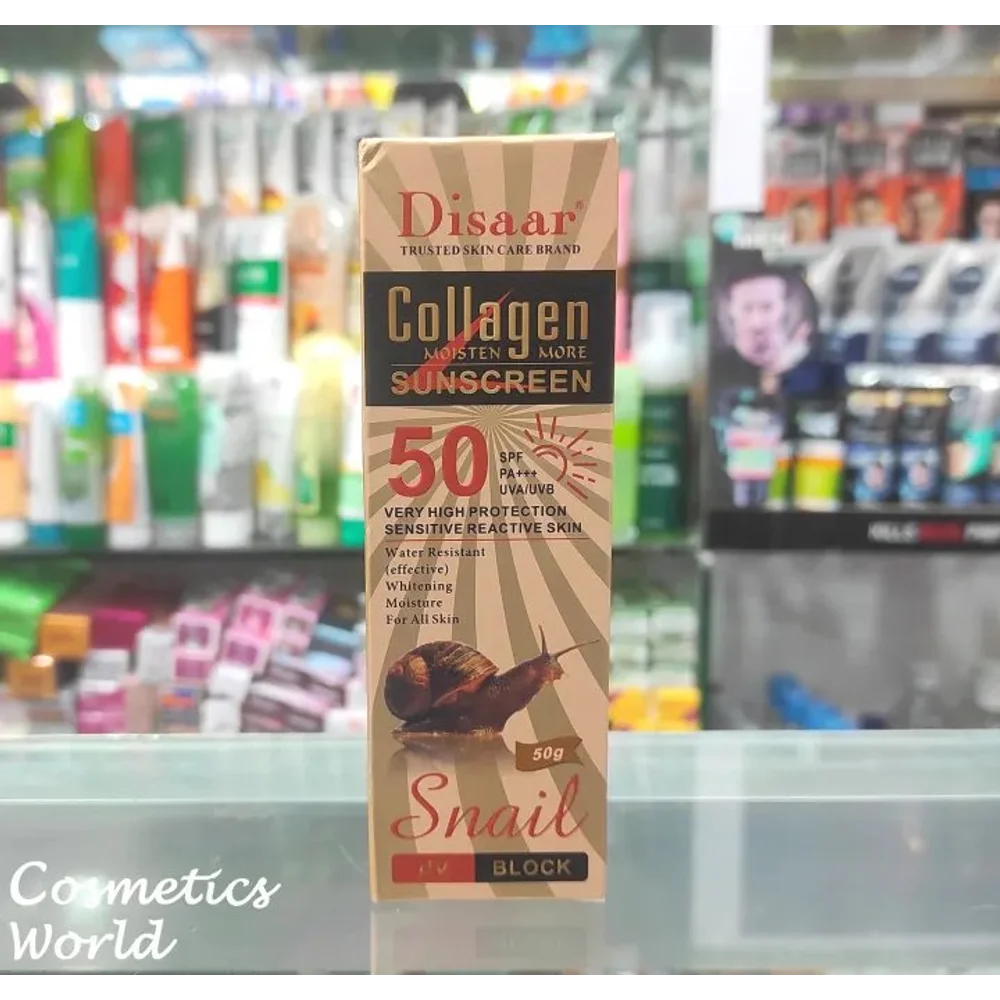 Disaar®
TRUSTED SKIN CARE BRAND
Collagen
MOISTEN MORE
SUNSCREEN
50
SPF
PA+++
UVA/UVB
VERY HIGH PROTECTION
SENSITIVE REACTIVE SKIN
Water Resistant
(effective)
Whitening
Moisture
For All Skin
50g
Snail
UV BLOCK
Cosmetics
World